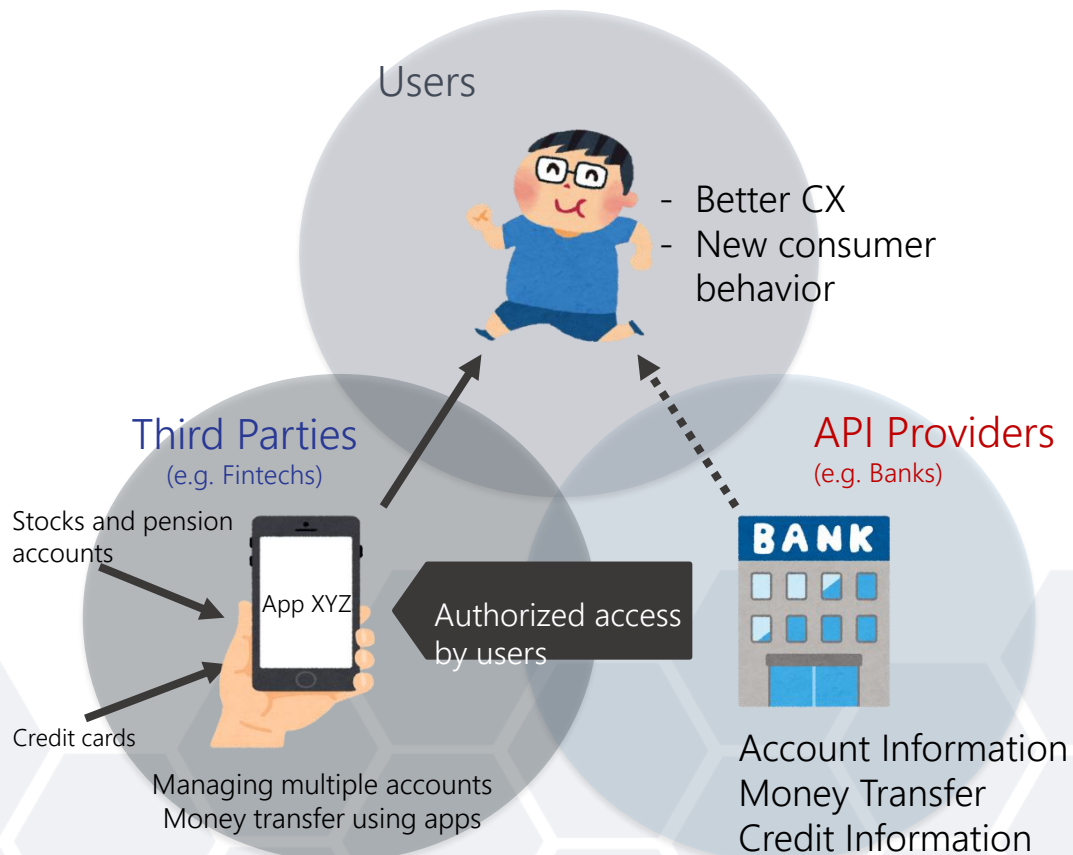 Users
- Better CX
- New consumer
behavior
Third Parties
(e.g. Fintechs)
API Providers
(e.g. Banks)
Stocks and pension
accounts
App XYZ
BANK
Authorized access
by users
Credit cards
Managing multiple accounts
Money transfer using apps
Account Information
Money Transfer
Credit Information